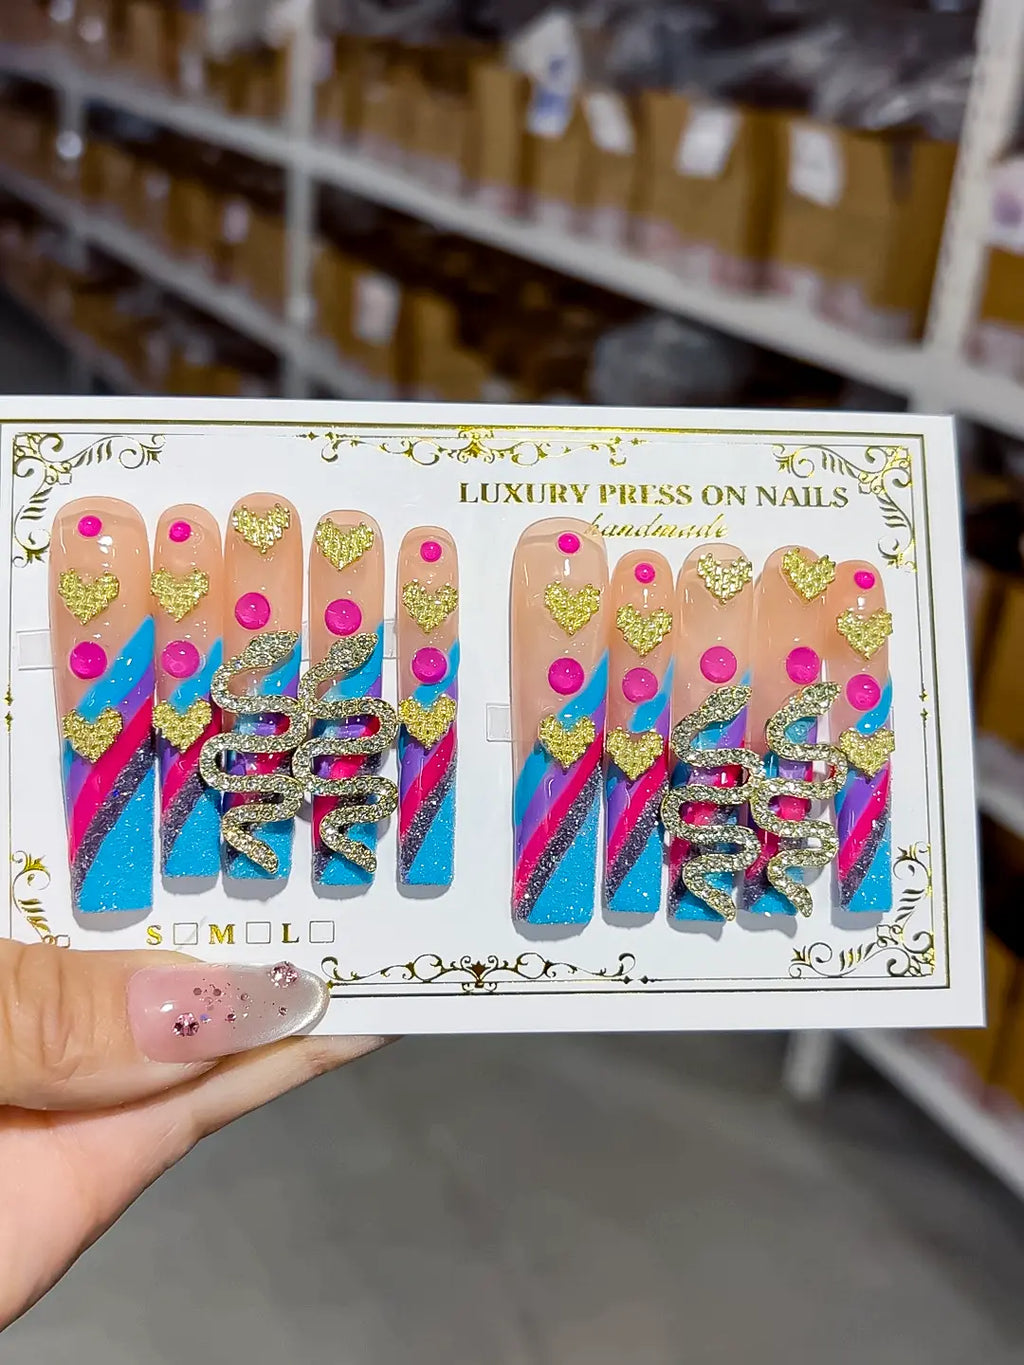 LUXURY PRESS ON NAILS
handmade
S □ M □ L □